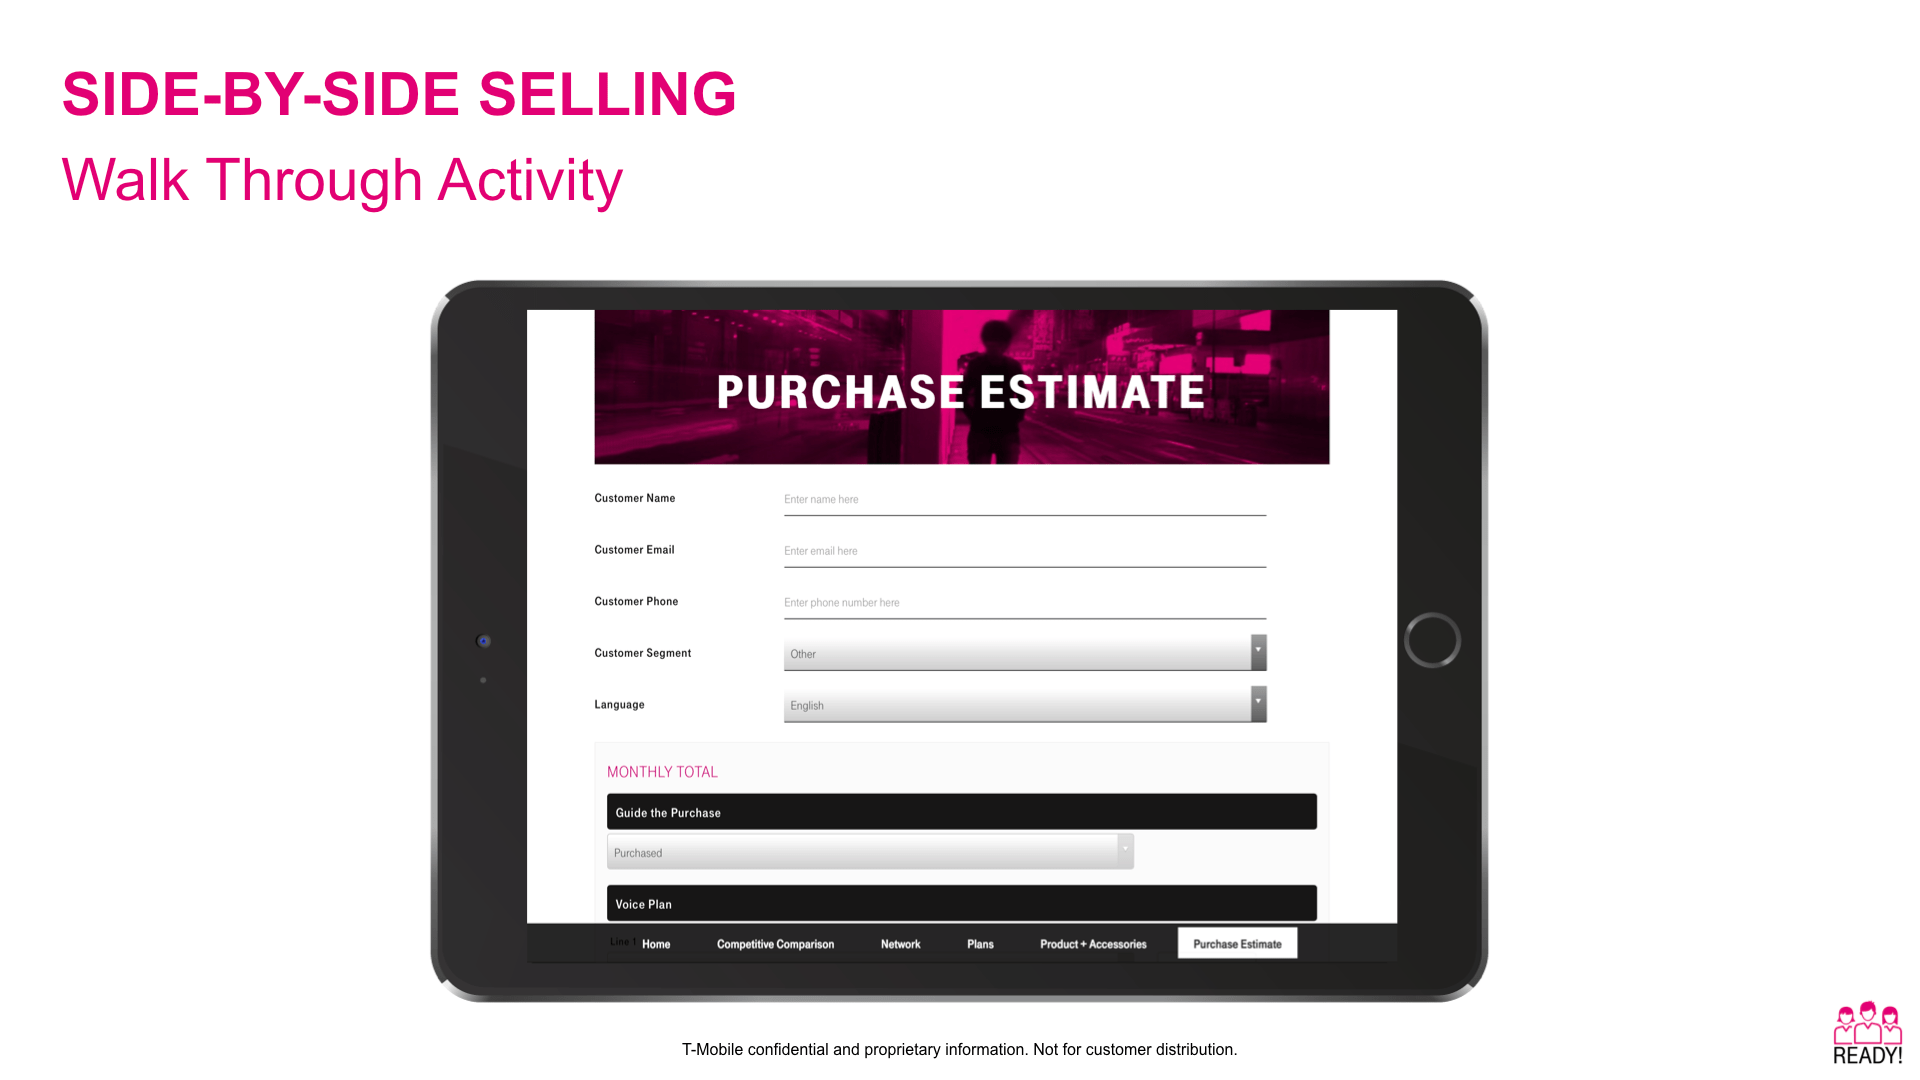 SIDE-BY-SIDE SELLING
Walk Through Activity
PURCHASE ESTIMATE
Customer Name
Enter name here
Customer Email
Enter email here
Customer Phone
Enter phone number here
Customer Segment
Other
Language
English
MONTHLY TOTAL
Guide the Purchase
Purchased
Voice Plan
Line 1
Home Competitive Comparison Network Plans Product + Accessories Purchase Estimate
T-Mobile confidential and proprietary information. Not for customer distribution.
READY!